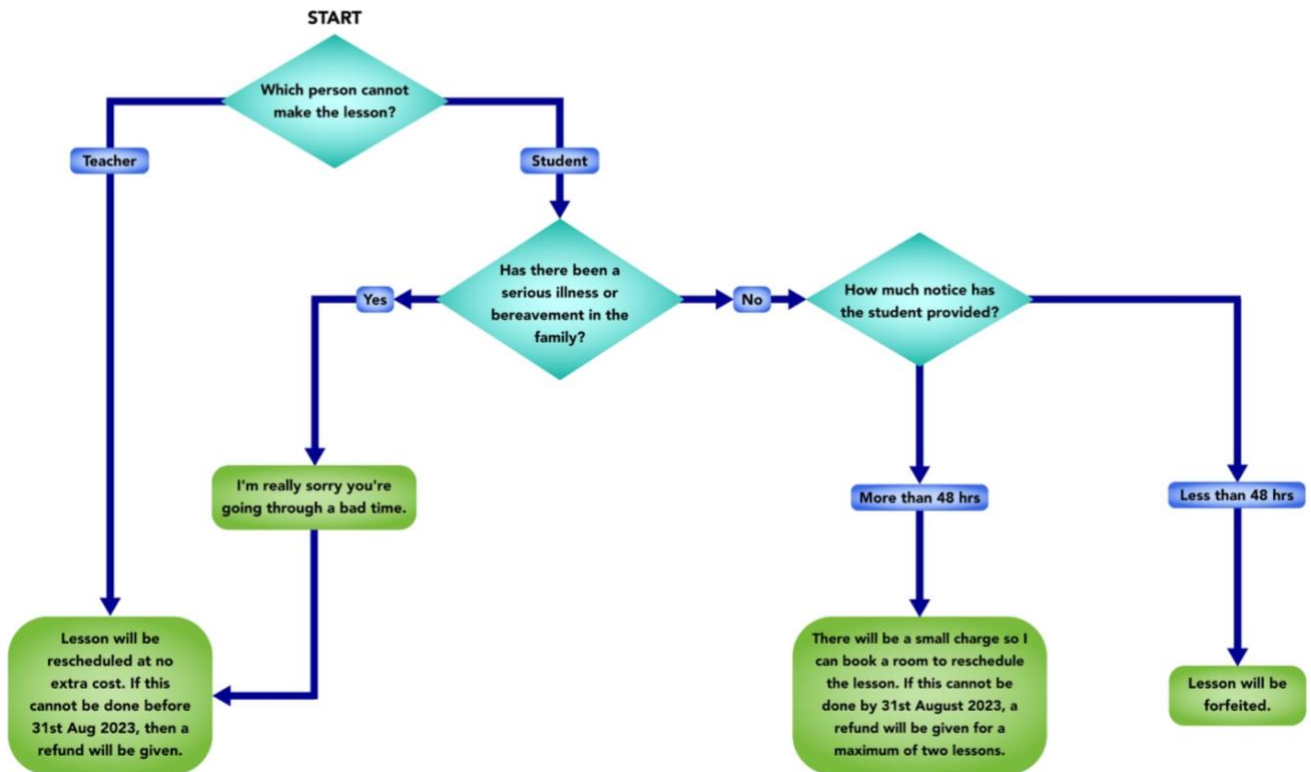 START
Which person cannot
make the lesson?
Teacher
Student
Has there been a
serious illness or
bereavement in the
family?
Yes
No
How much notice has
the student provided?
I'm really sorry you're
going through a bad time.
More than 48 hrs
Less than 48 hrs
Lesson will be
rescheduled at no
extra cost. If this
cannot be done before
31st Aug 2023, then a
refund will be given.
There will be a small charge so I
can book a room to reschedule
the lesson. If this cannot be
done by 31st August 2023, a
refund will be given for a
maximum of two lessons.
Lesson will be
forfeited.